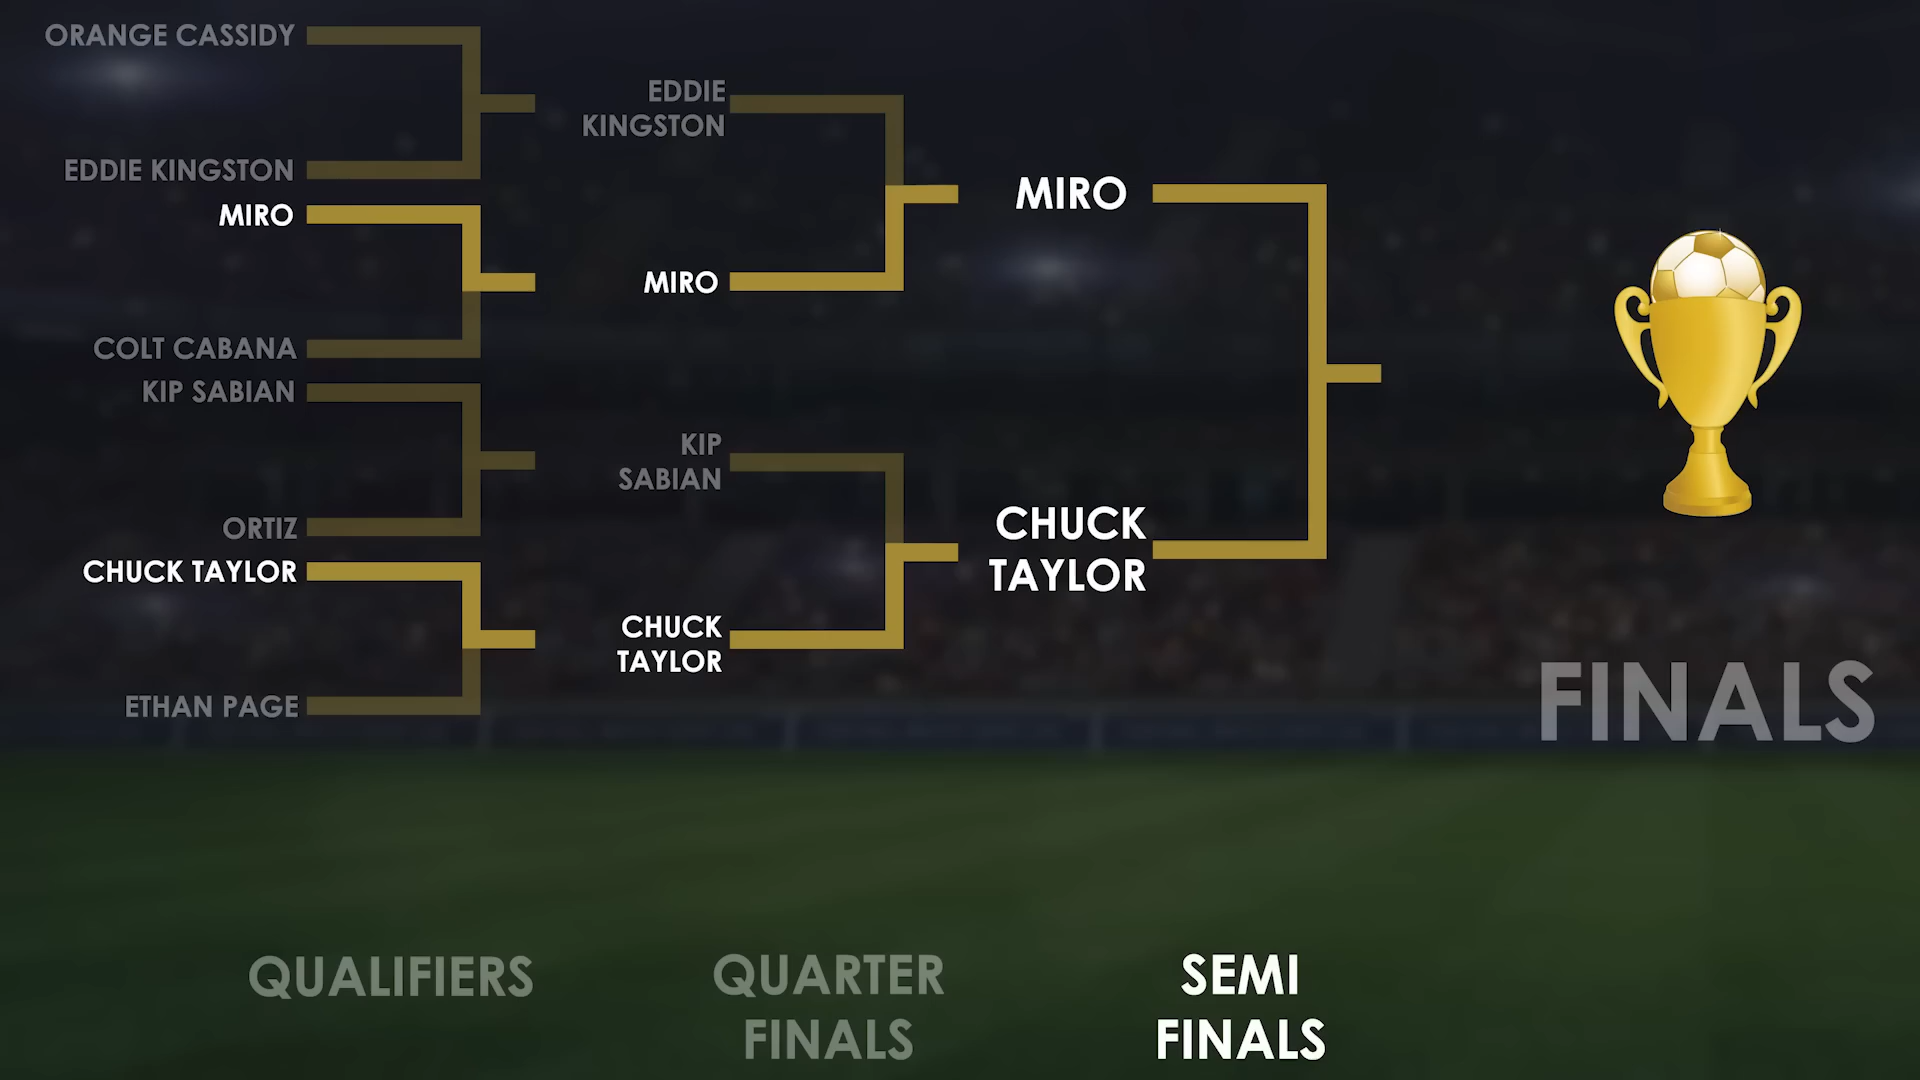 ORANGE CASSIDY
EDDIE KINGSTON
MIRO
COLT CABANA
KIP SABIAN
ORTIZ
CHUCK TAYLOR
ETHAN PAGE
EDDIE
KINGSTON
MIRO
KIP
SABIAN
CHUCK
TAYLOR
MIRO
CHUCK
TAYLOR
FINALS
QUALIFIERS
QUARTER
FINALS
SEMI
FINALS